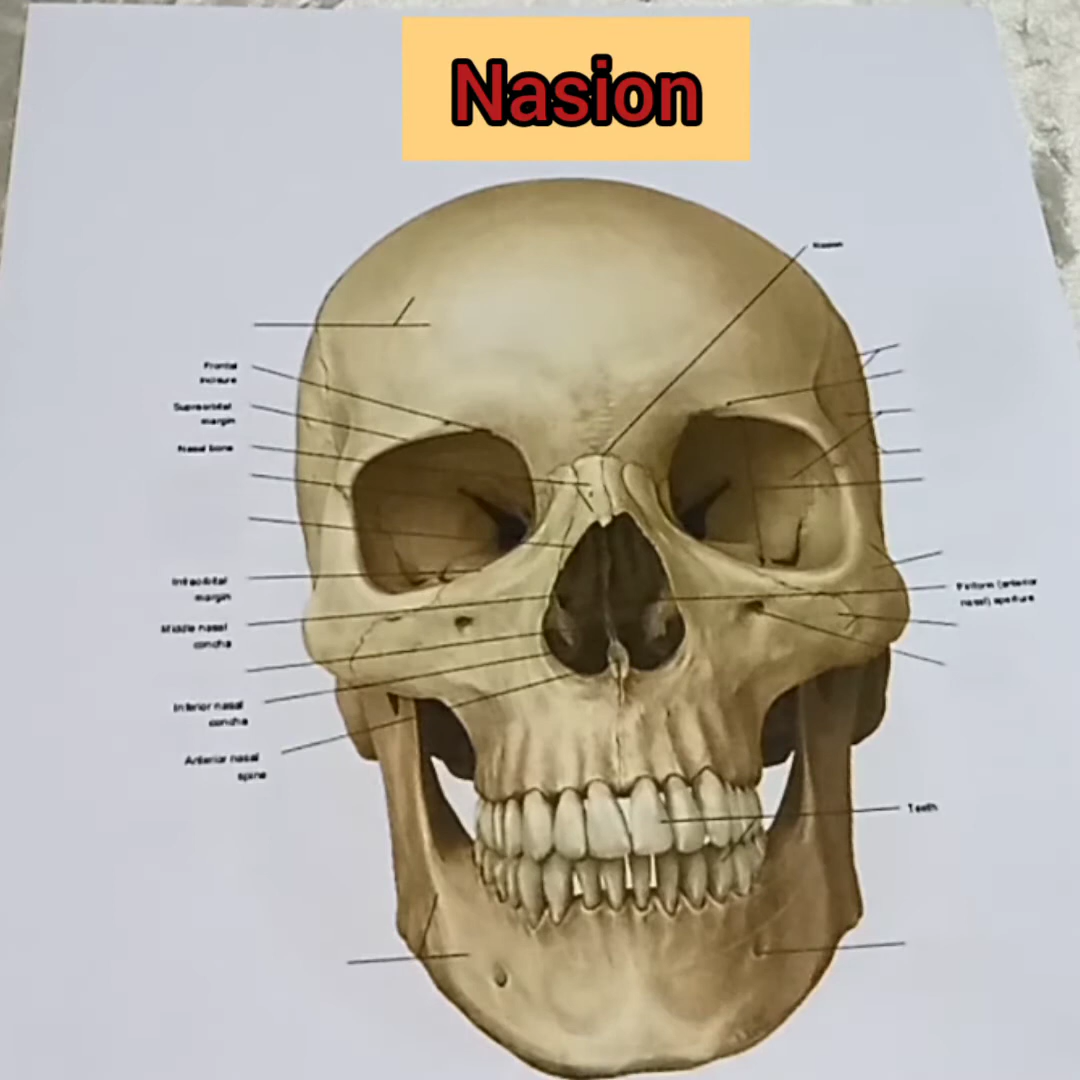 Nasion
Nasion
Frontal
incisure
Supraorbital
margin
Nasal bone
Infraorbital
margin
Piriform (anterior
nasal) aperture
Middle nasal
concha
Inferior nasal
concha
Anterior nasal
spine
Teeth